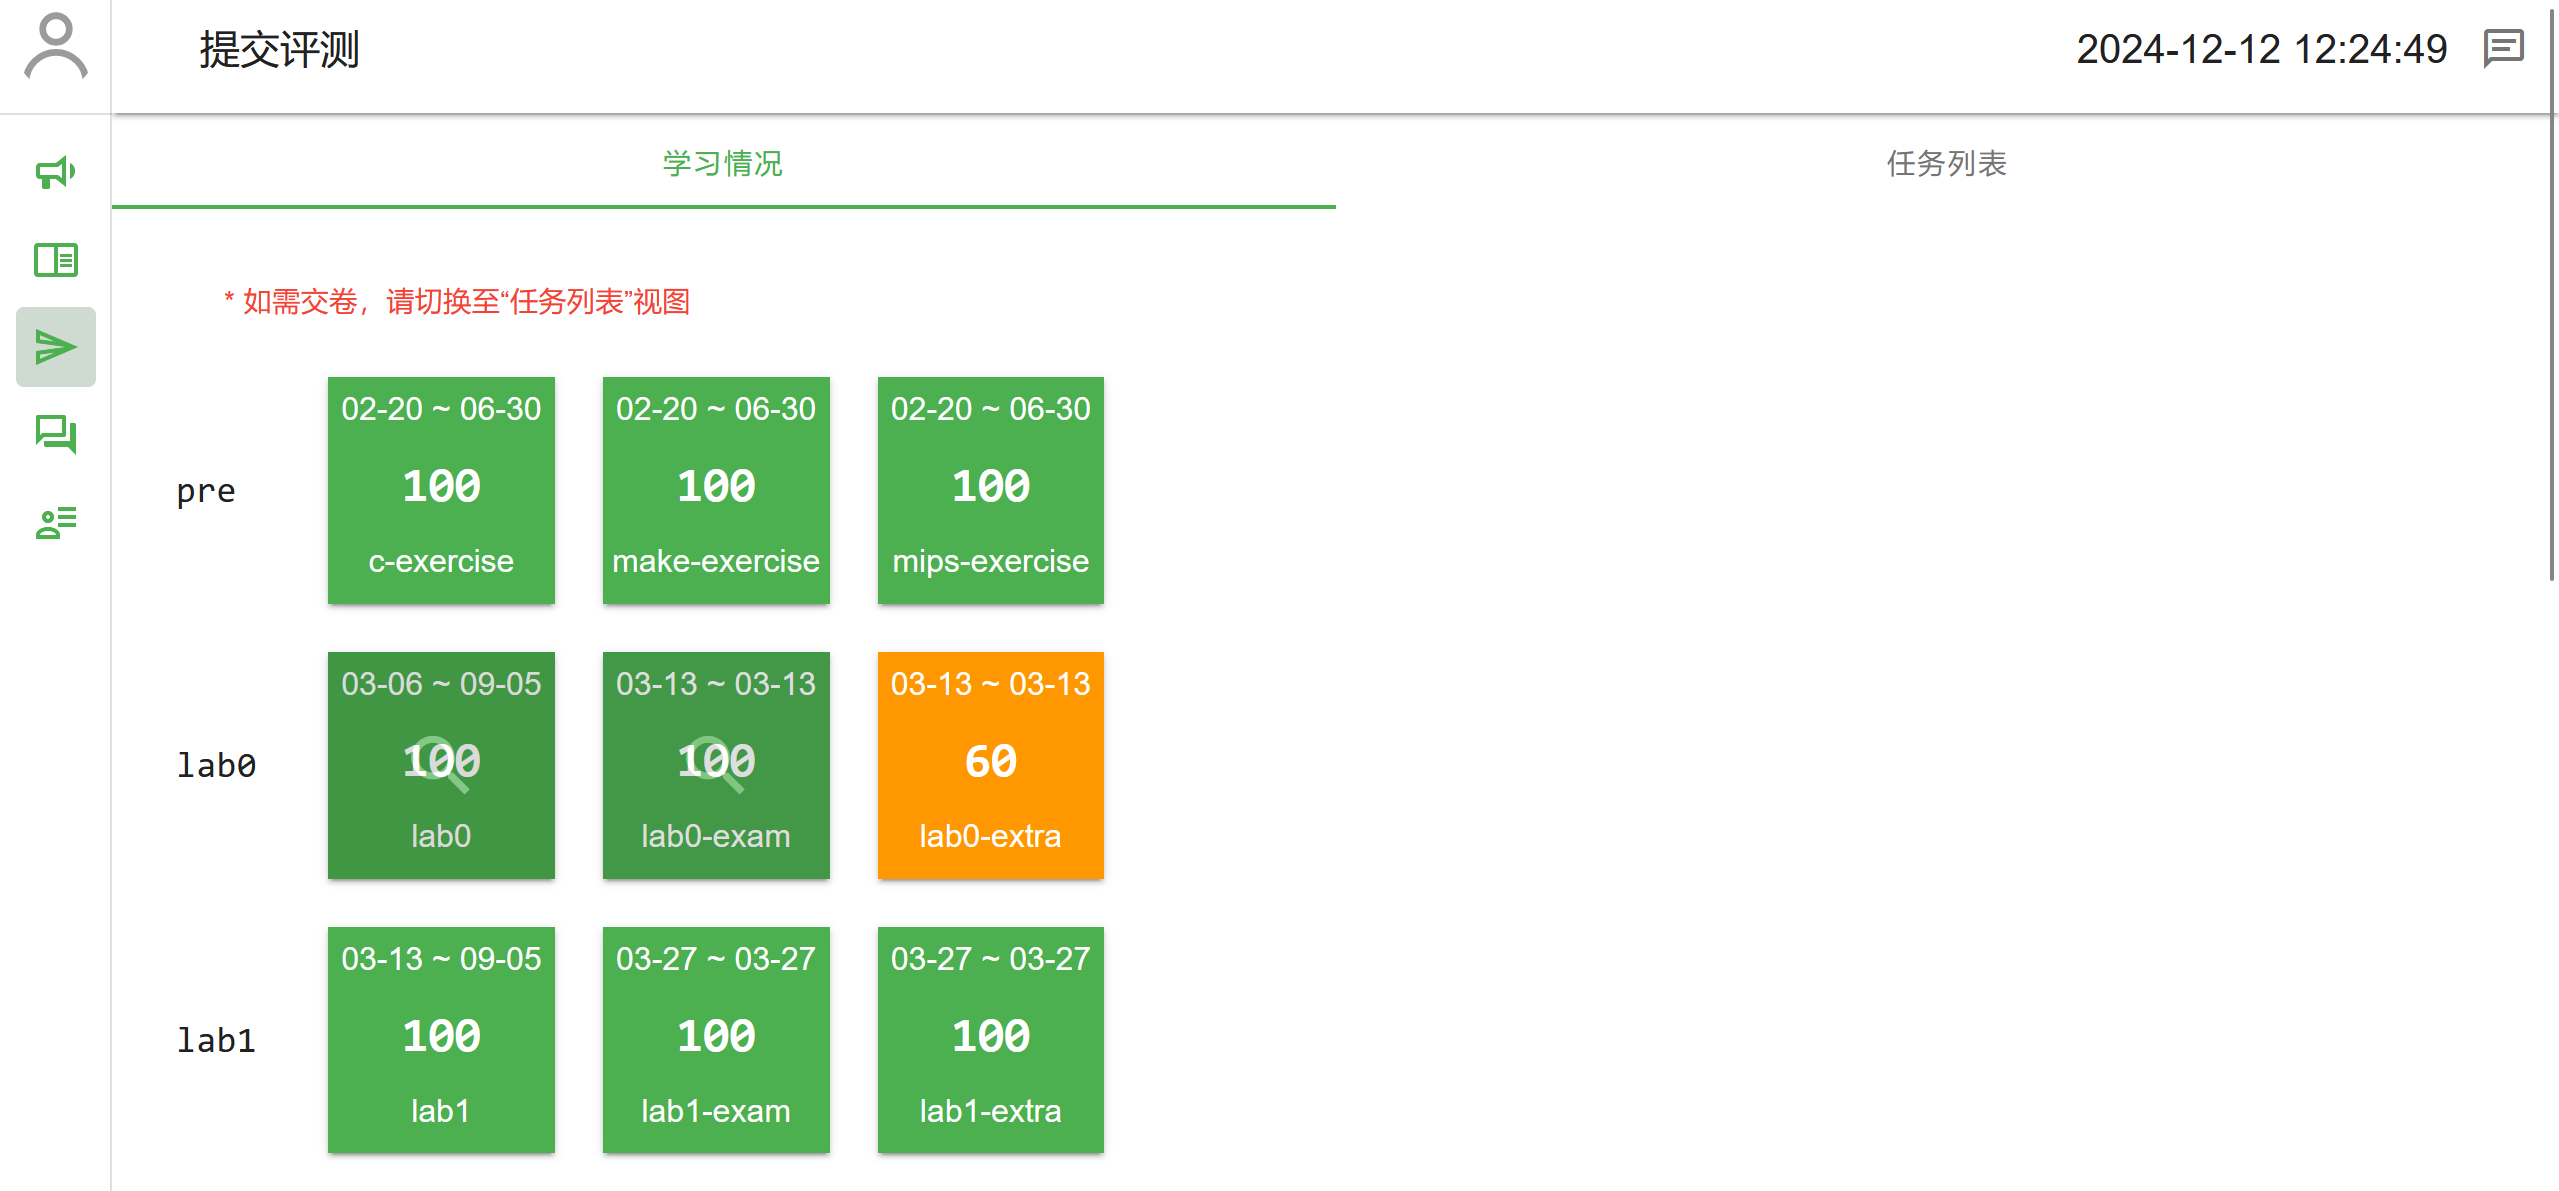 提交评测
2024-12-12 12:24:49
学习情况
任务列表
* 如需交卷，请切换至“任务列表”视图
pre
02-20 ~ 06-30
100
c-exercise
02-20 ~ 06-30
100
make-exercise
02-20 ~ 06-30
100
mips-exercise
lab0
03-06 ~ 09-05
100
lab0
03-13 ~ 03-13
100
lab0-exam
03-13 ~ 03-13
60
lab0-extra
lab1
03-13 ~ 09-05
100
lab1
03-27 ~ 03-27
100
lab1-exam
03-27 ~ 03-27
100
lab1-extra